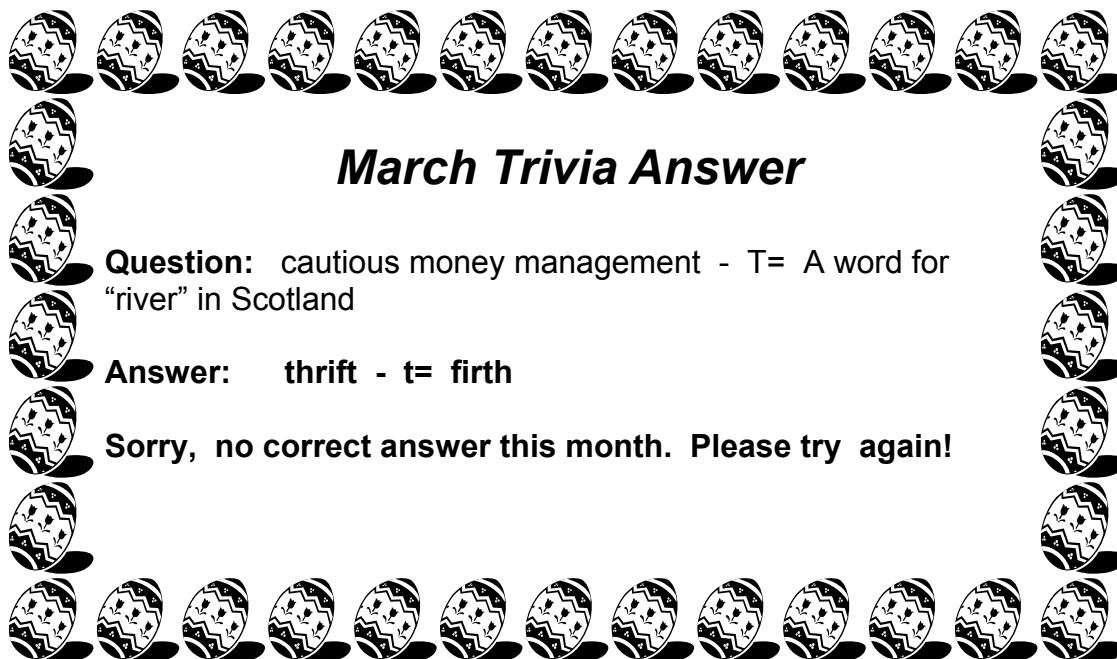 March Trivia Answer
Question: cautious money management - T= A word for
“river” in Scotland
Answer: thrift - t= firth
Sorry, no correct answer this month. Please try again!